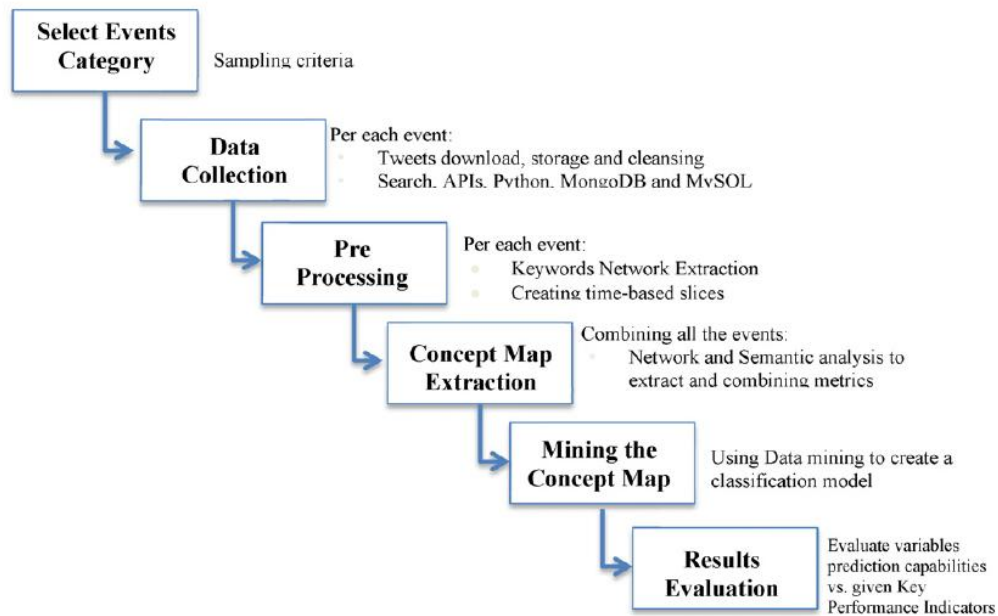 Select Events
Category
Sampling criteria
Data
Collection
Per each event:
Tweets download, storage and cleansing
Search. APIs. Python. MongoDB and MySQL
Pre
Processing
Per each event:
Keywords Network Extraction
Creating time-based slices
Concept Map
Extraction
Combining all the events:
Network and Semantic analysis to
extract and combining metrics
Mining the
Concept Map
Using Data mining to create a
classification model
Results
Evaluation
Evaluate variables
prediction capabilities
vs. given Key
Performance Indicators